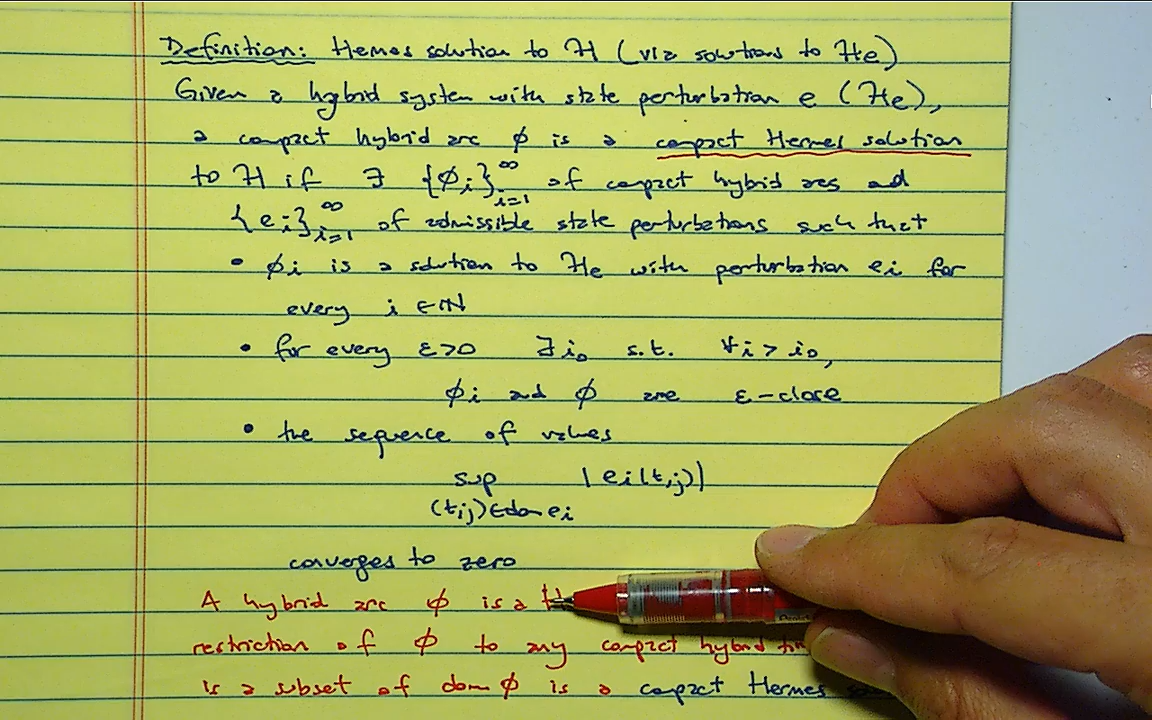 Definition: Hermes solution to H (via solutions to He)
Given a hybrid system with state perturbation e (He),
a compact hybrid arc ϕ is a compact Hermes solution
to H if ∃ {ϕi}∞i=1 of compact hybrid arcs and
{ei}∞i=1 of admissible state perturbations such that
• ϕi is a solution to He with perturbation ei for
every i ∈ ℕ
• for every ε>0 ∃ i0 s.t. ∀i > i0,
ϕi and ϕ are ε-close
• the sequence of values
sup |ei(t,j)|
(t,j)∈dom ei
converges to zero
A hybrid arc ϕ is a
restriction of ϕ to any compact hybrid
is a subset of dom ϕ is a compact Hermes